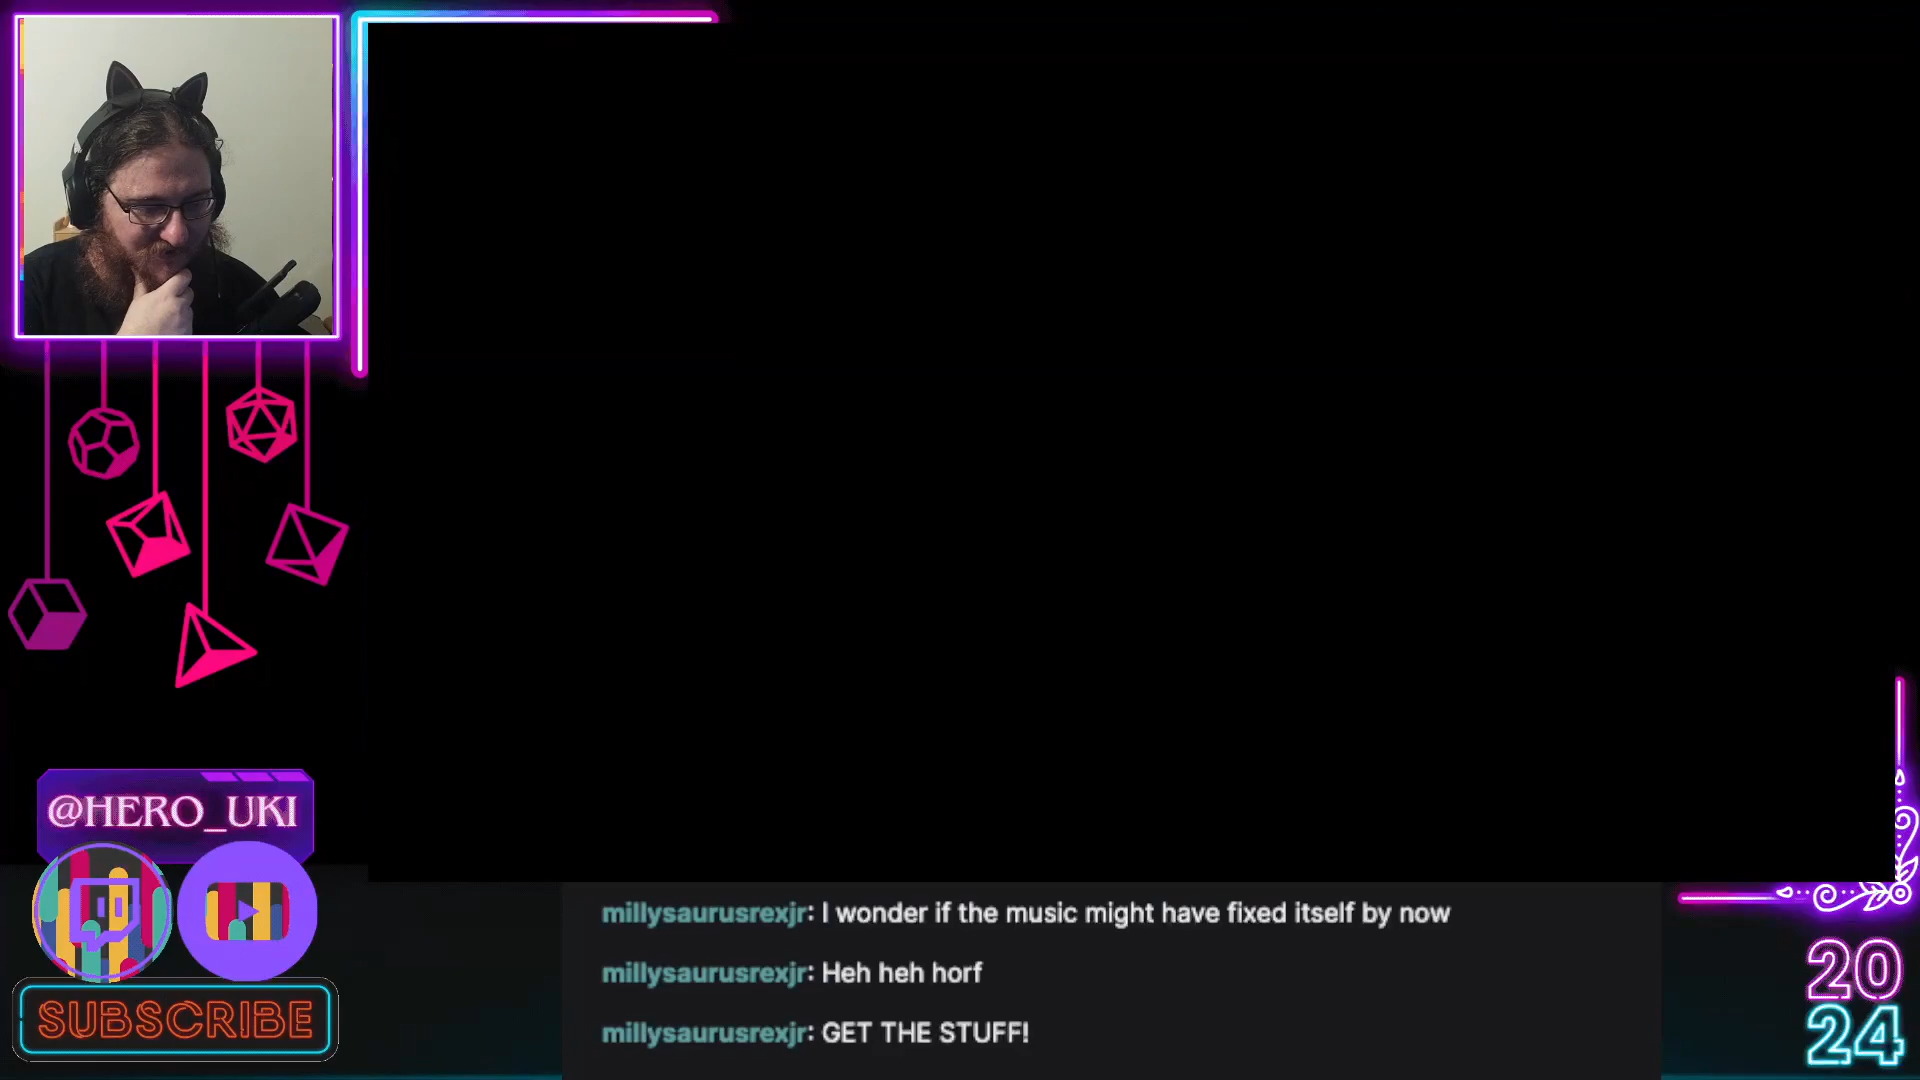 @HERO_UKI
SUBSCRIBE
millysaurusrexjr: I wonder if the music might have fixed itself by now
millysaurusrexjr: Heh heh horf
millysaurusrexjr: GET THE STUFF!
20
24